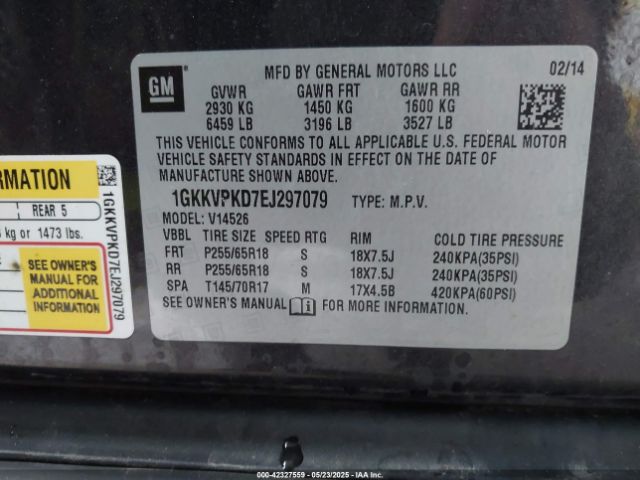 GM
MFD BY GENERAL MOTORS LLC 02/14
GVWR GAWR FRT GAWR RR
2930 KG 1450 KG 1600 KG
6459 LB 3196 LB 3527 LB
THIS VEHICLE CONFORMS TO ALL APPLICABLE U.S. FEDERAL MOTOR
VEHICLE SAFETY STANDARDS IN EFFECT ON THE DATE OF
MANUFACTURE SHOWN ABOVE.
1GKKVPKD7EJ297079 TYPE: M.P.V.
MODEL: V14526
VBBL TIRE SIZE SPEED RTG RIM COLD TIRE PRESSURE
FRT P255/65R18 S 18X7.5J 240KPA(35PSI)
RR P255/65R18 S 18X7.5J 240KPA(35PSI)
SPA T145/70R17 M 17X4.5B 420KPA(60PSI)
SEE OWNER'S MANUAL i FOR MORE INFORMATION.
RMATION
REAR 5
kg or 1473 lbs.
SEE OWNER'S
MANUAL FOR
ADDITIONAL
INFORMATION
1GKKVPKD7EJ297079
© IAA 000-42327559 — 05/23/2025 — IAA, Inc.